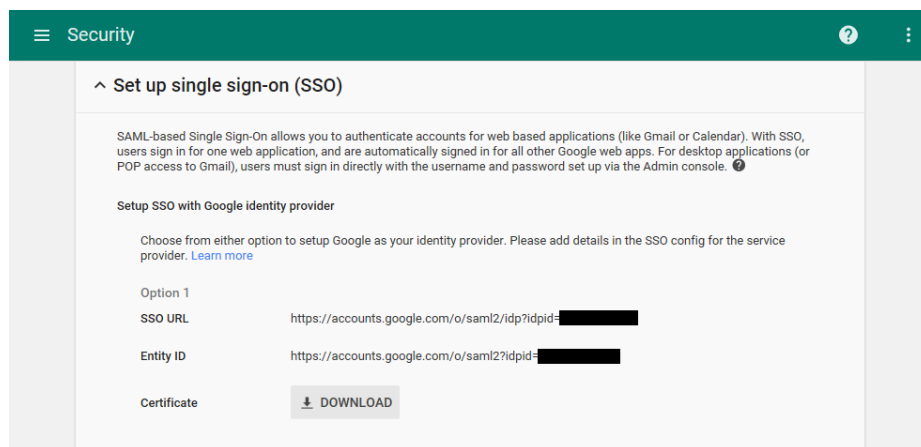 Security
Set up single sign-on (SSO)
SAML-based Single Sign-On allows you to authenticate accounts for web based applications (like Gmail or Calendar). With SSO,
users sign in for one web application, and are automatically signed in for all other Google web apps. For desktop applications (or
POP access to Gmail), users must sign in directly with the username and password set up via the Admin console.
Setup SSO with Google identity provider
Choose from either option to setup Google as your identity provider. Please add details in the SSO config for the service
provider. Learn more
Option 1
SSO URL https://accounts.google.com/o/saml2/idp?idpid=
Entity ID https://accounts.google.com/o/saml2?idpid=
Certificate DOWNLOAD